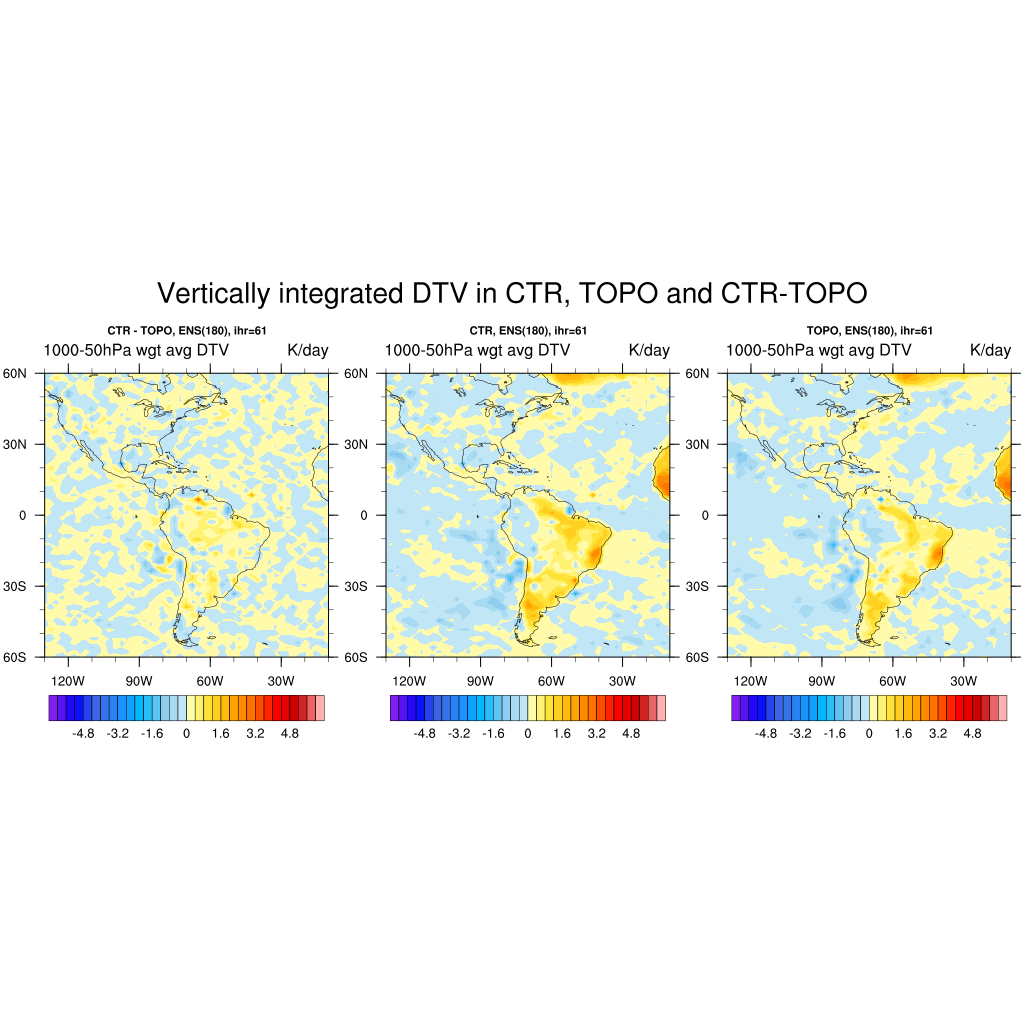 Vertically integrated DTV in CTR, TOPO and CTR-TOPO
CTR - TOPO, ENS(180), ihr=61
1000-50hPa wgt avg DTV K/day
60N
30N
0
30S
60S
120W 90W 60W 30W
-4.8 -3.2 -1.6 0 1.6 3.2 4.8
CTR, ENS(180), ihr=61
1000-50hPa wgt avg DTV K/day
60N
30N
0
30S
60S
120W 90W 60W 30W
-4.8 -3.2 -1.6 0 1.6 3.2 4.8
TOPO, ENS(180), ihr=61
1000-50hPa wgt avg DTV K/day
60N
30N
0
30S
60S
120W 90W 60W 30W
-4.8 -3.2 -1.6 0 1.6 3.2 4.8